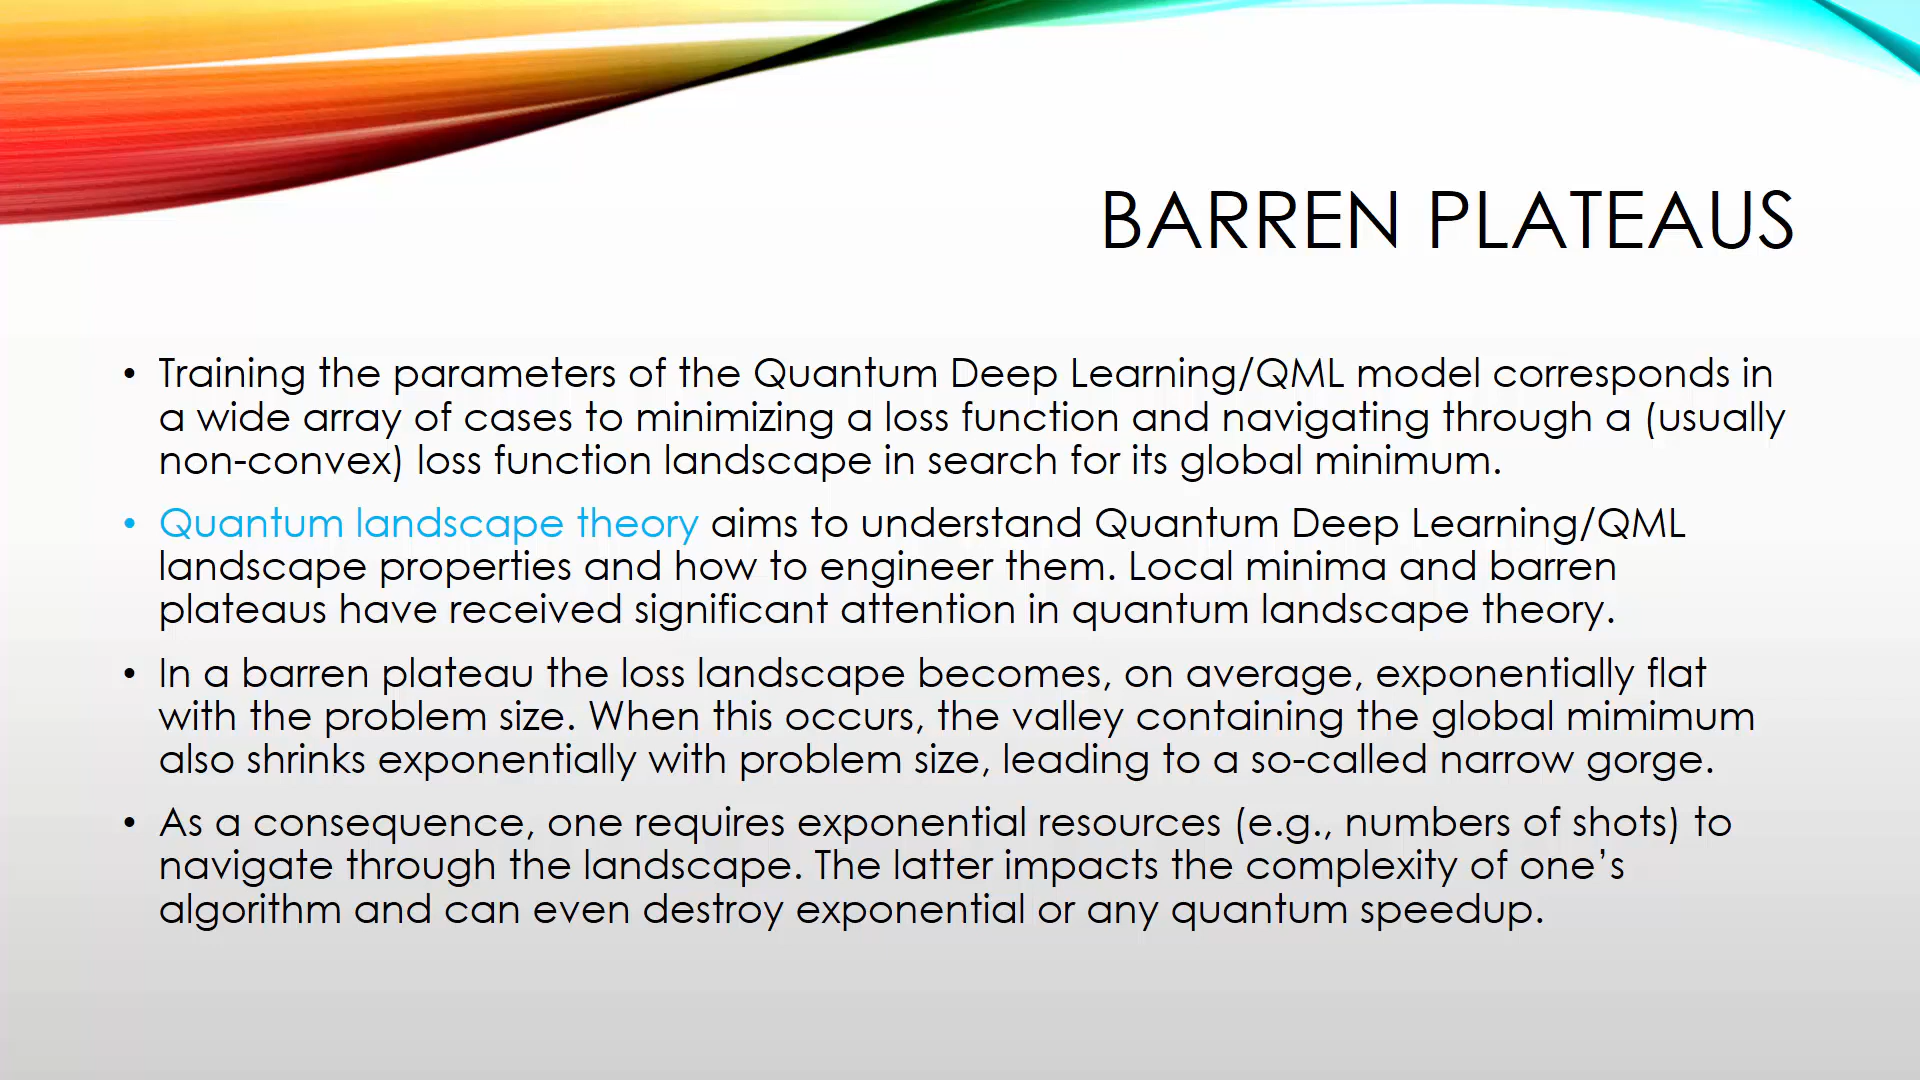 BARREN PLATEAUS
• Training the parameters of the Quantum Deep Learning/QML model corresponds in
a wide array of cases to minimizing a loss function and navigating through a (usually
non-convex) loss function landscape in search for its global minimum.
• Quantum landscape theory aims to understand Quantum Deep Learning/QML
landscape properties and how to engineer them. Local minima and barren
plateaus have received significant attention in quantum landscape theory.
• In a barren plateau the loss landscape becomes, on average, exponentially flat
with the problem size. When this occurs, the valley containing the global mimimum
also shrinks exponentially with problem size, leading to a so-called narrow gorge.
• As a consequence, one requires exponential resources (e.g., numbers of shots) to
navigate through the landscape. The latter impacts the complexity of one’s
algorithm and can even destroy exponential or any quantum speedup.